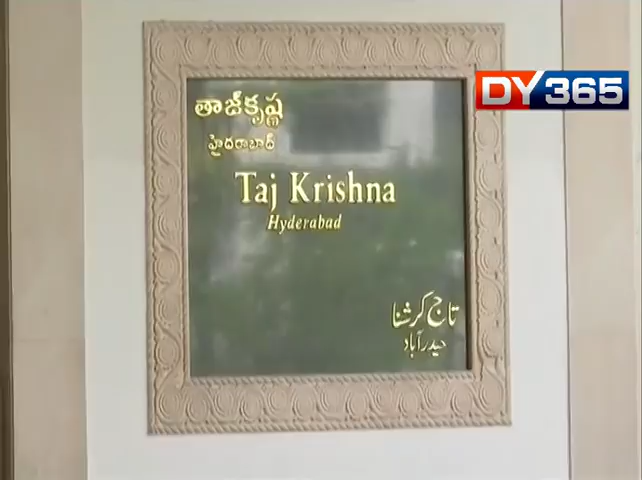 DY365
తాజ్‌కృష్ణ
హైదరాబాద్
Taj Krishna
Hyderabad
تاج کرشنا
حیدرآباد